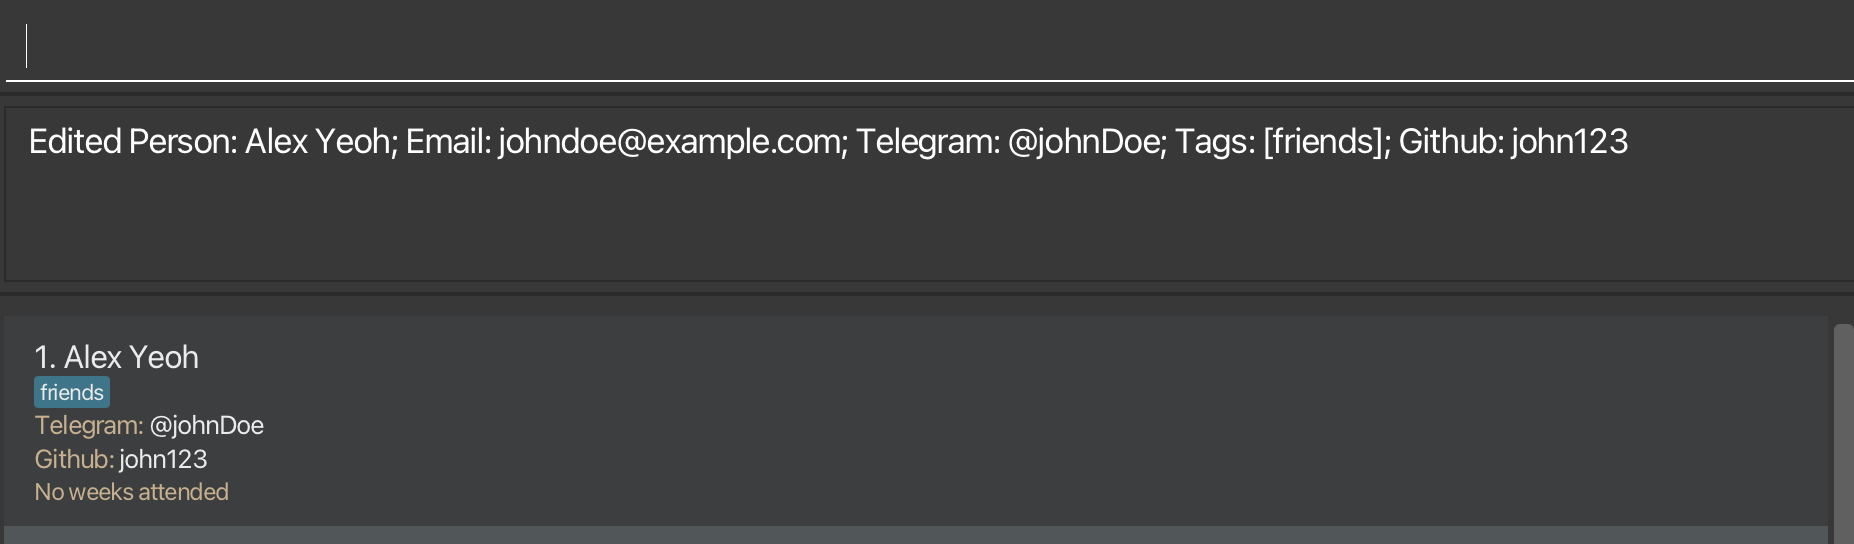 Edited Person: Alex Yeoh; Email: johndoe@example.com; Telegram: @johnDoe; Tags: [friends]; Github: john123
1. Alex Yeoh
friends
Telegram: @johnDoe
Github: john123
No weeks attended